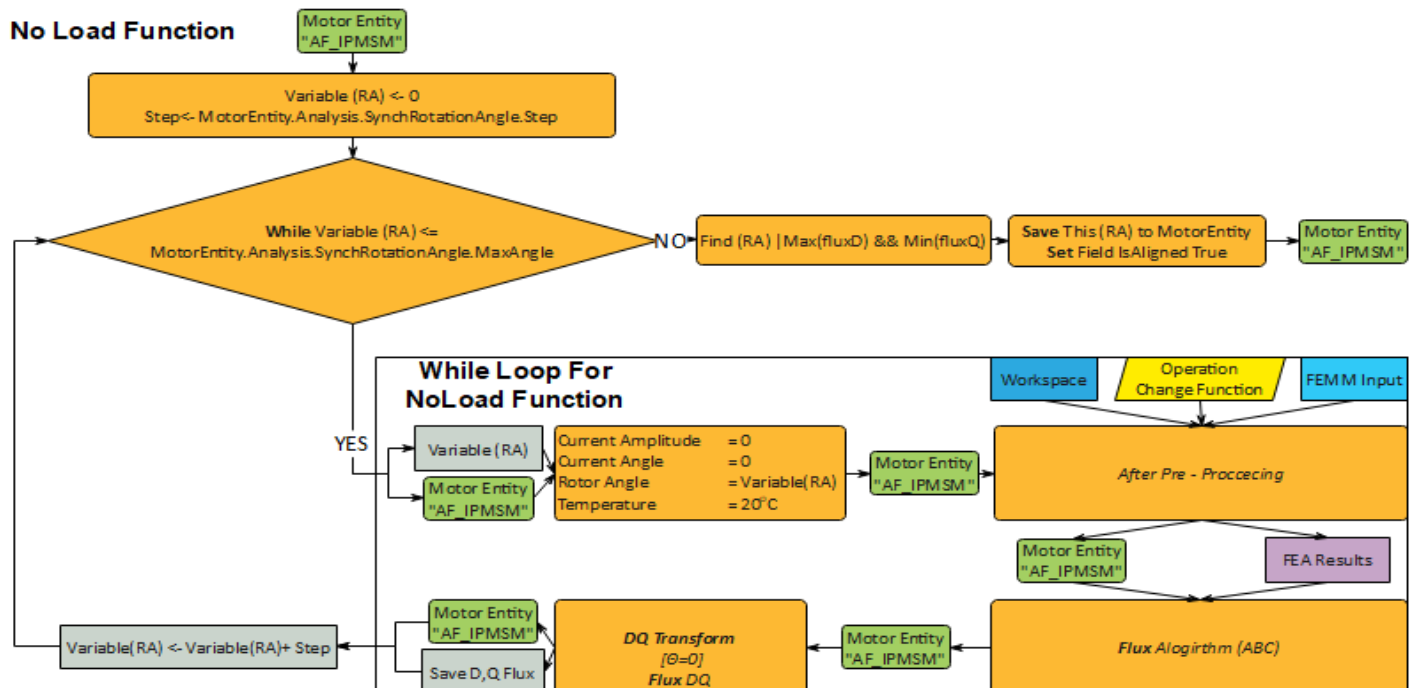 No Load Function
Motor Entity
"AF_IPMSM"
Variable (RA) <- 0
Step<- MotorEntity.Analysis.SynchRotationAngle.Step
While Variable (RA) <=
MotorEntity.Analysis.SynchRotationAngle.MaxAngle
NO
Find (RA) |Max(fluxD) && Min(fluxQ)
Save This (RA) to MotorEntity
Set Field IsAligned True
Motor Entity
"AF_IPMSM"
YES
While Loop For
NoLoad Function
Workspace
Operation
Change Function
FEMM Input
Variable (RA)
Motor Entity
"AF_IPMSM"
Current Amplitude = 0
Current Angle = 0
Rotor Angle = Variable(RA)
Temperature = 20°C
Motor Entity
"AF_IPMSM"
After Pre - Proccecing
Motor Entity
"AF_IPMSM"
FEA Results
Variable(RA) <- Variable(RA)+ Step
Motor Entity
"AF_IPMSM"
Save D,Q Flux
DQ Transform
[Θ=0]
Flux DQ
Motor Entity
"AF_IPMSM"
Flux Alogirthm (ABC)